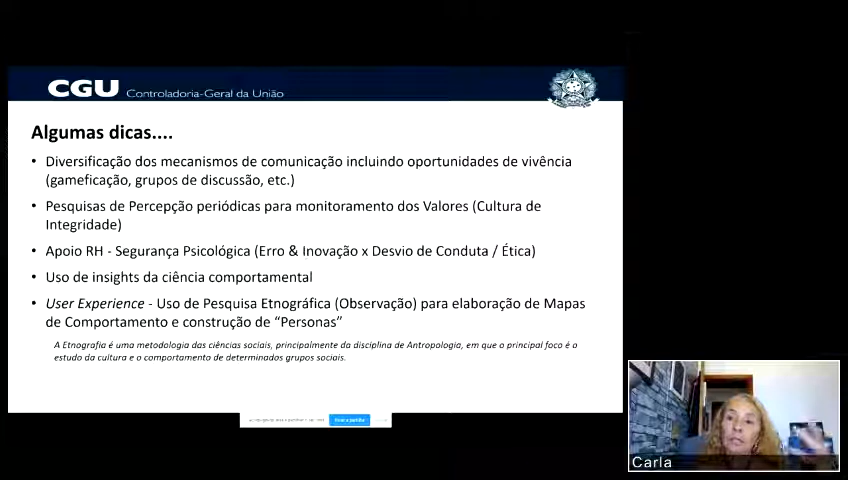 CGU Controladoria-Geral da União
Algumas dicas....
• Diversificação dos mecanismos de comunicação incluindo oportunidades de vivência
(gameficação, grupos de discussão, etc.)
• Pesquisas de Percepção periódicas para monitoramento dos Valores (Cultura de
Integridade)
• Apoio RH - Segurança Psicológica (Erro & Inovação x Desvio de Conduta / Ética)
• Uso de insights da ciência comportamental
• User Experience - Uso de Pesquisa Etnográfica (Observação) para elaboração de Mapas
de Comportamento e construção de “Personas”
A Etnografia é uma metodologia das ciências sociais, principalmente da disciplina de Antropologia, em que o principal foco é o
estudo da cultura e o comportamento de determinados grupos sociais.
Carla